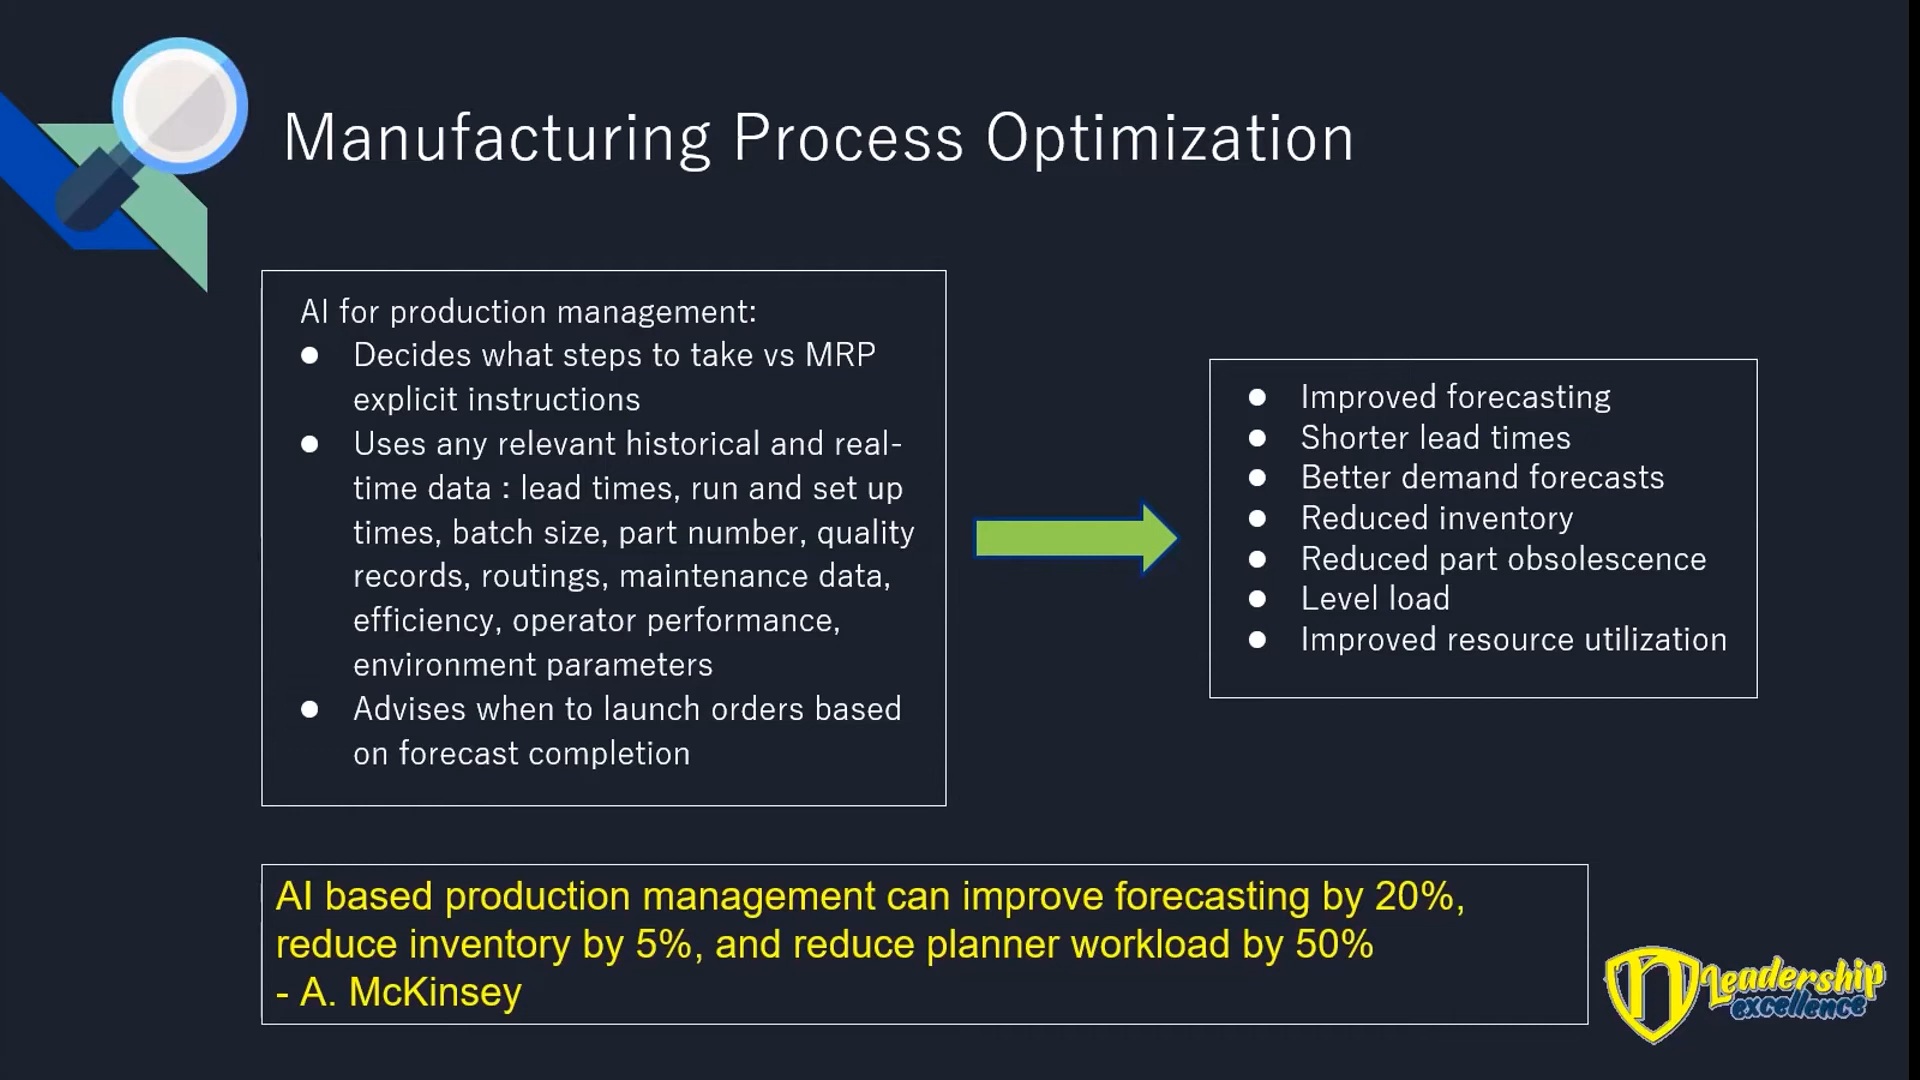 Manufacturing Process Optimization
AI for production management:
● Decides what steps to take vs MRP
explicit instructions
● Uses any relevant historical and real-
time data : lead times, run and set up
times, batch size, part number, quality
records, routings, maintenance data,
efficiency, operator performance,
environment parameters
● Advises when to launch orders based
on forecast completion
● Improved forecasting
● Shorter lead times
● Better demand forecasts
● Reduced inventory
● Reduced part obsolescence
● Level load
● Improved resource utilization
AI based production management can improve forecasting by 20%,
reduce inventory by 5%, and reduce planner workload by 50%
- A. McKinsey
Leadership
excellence